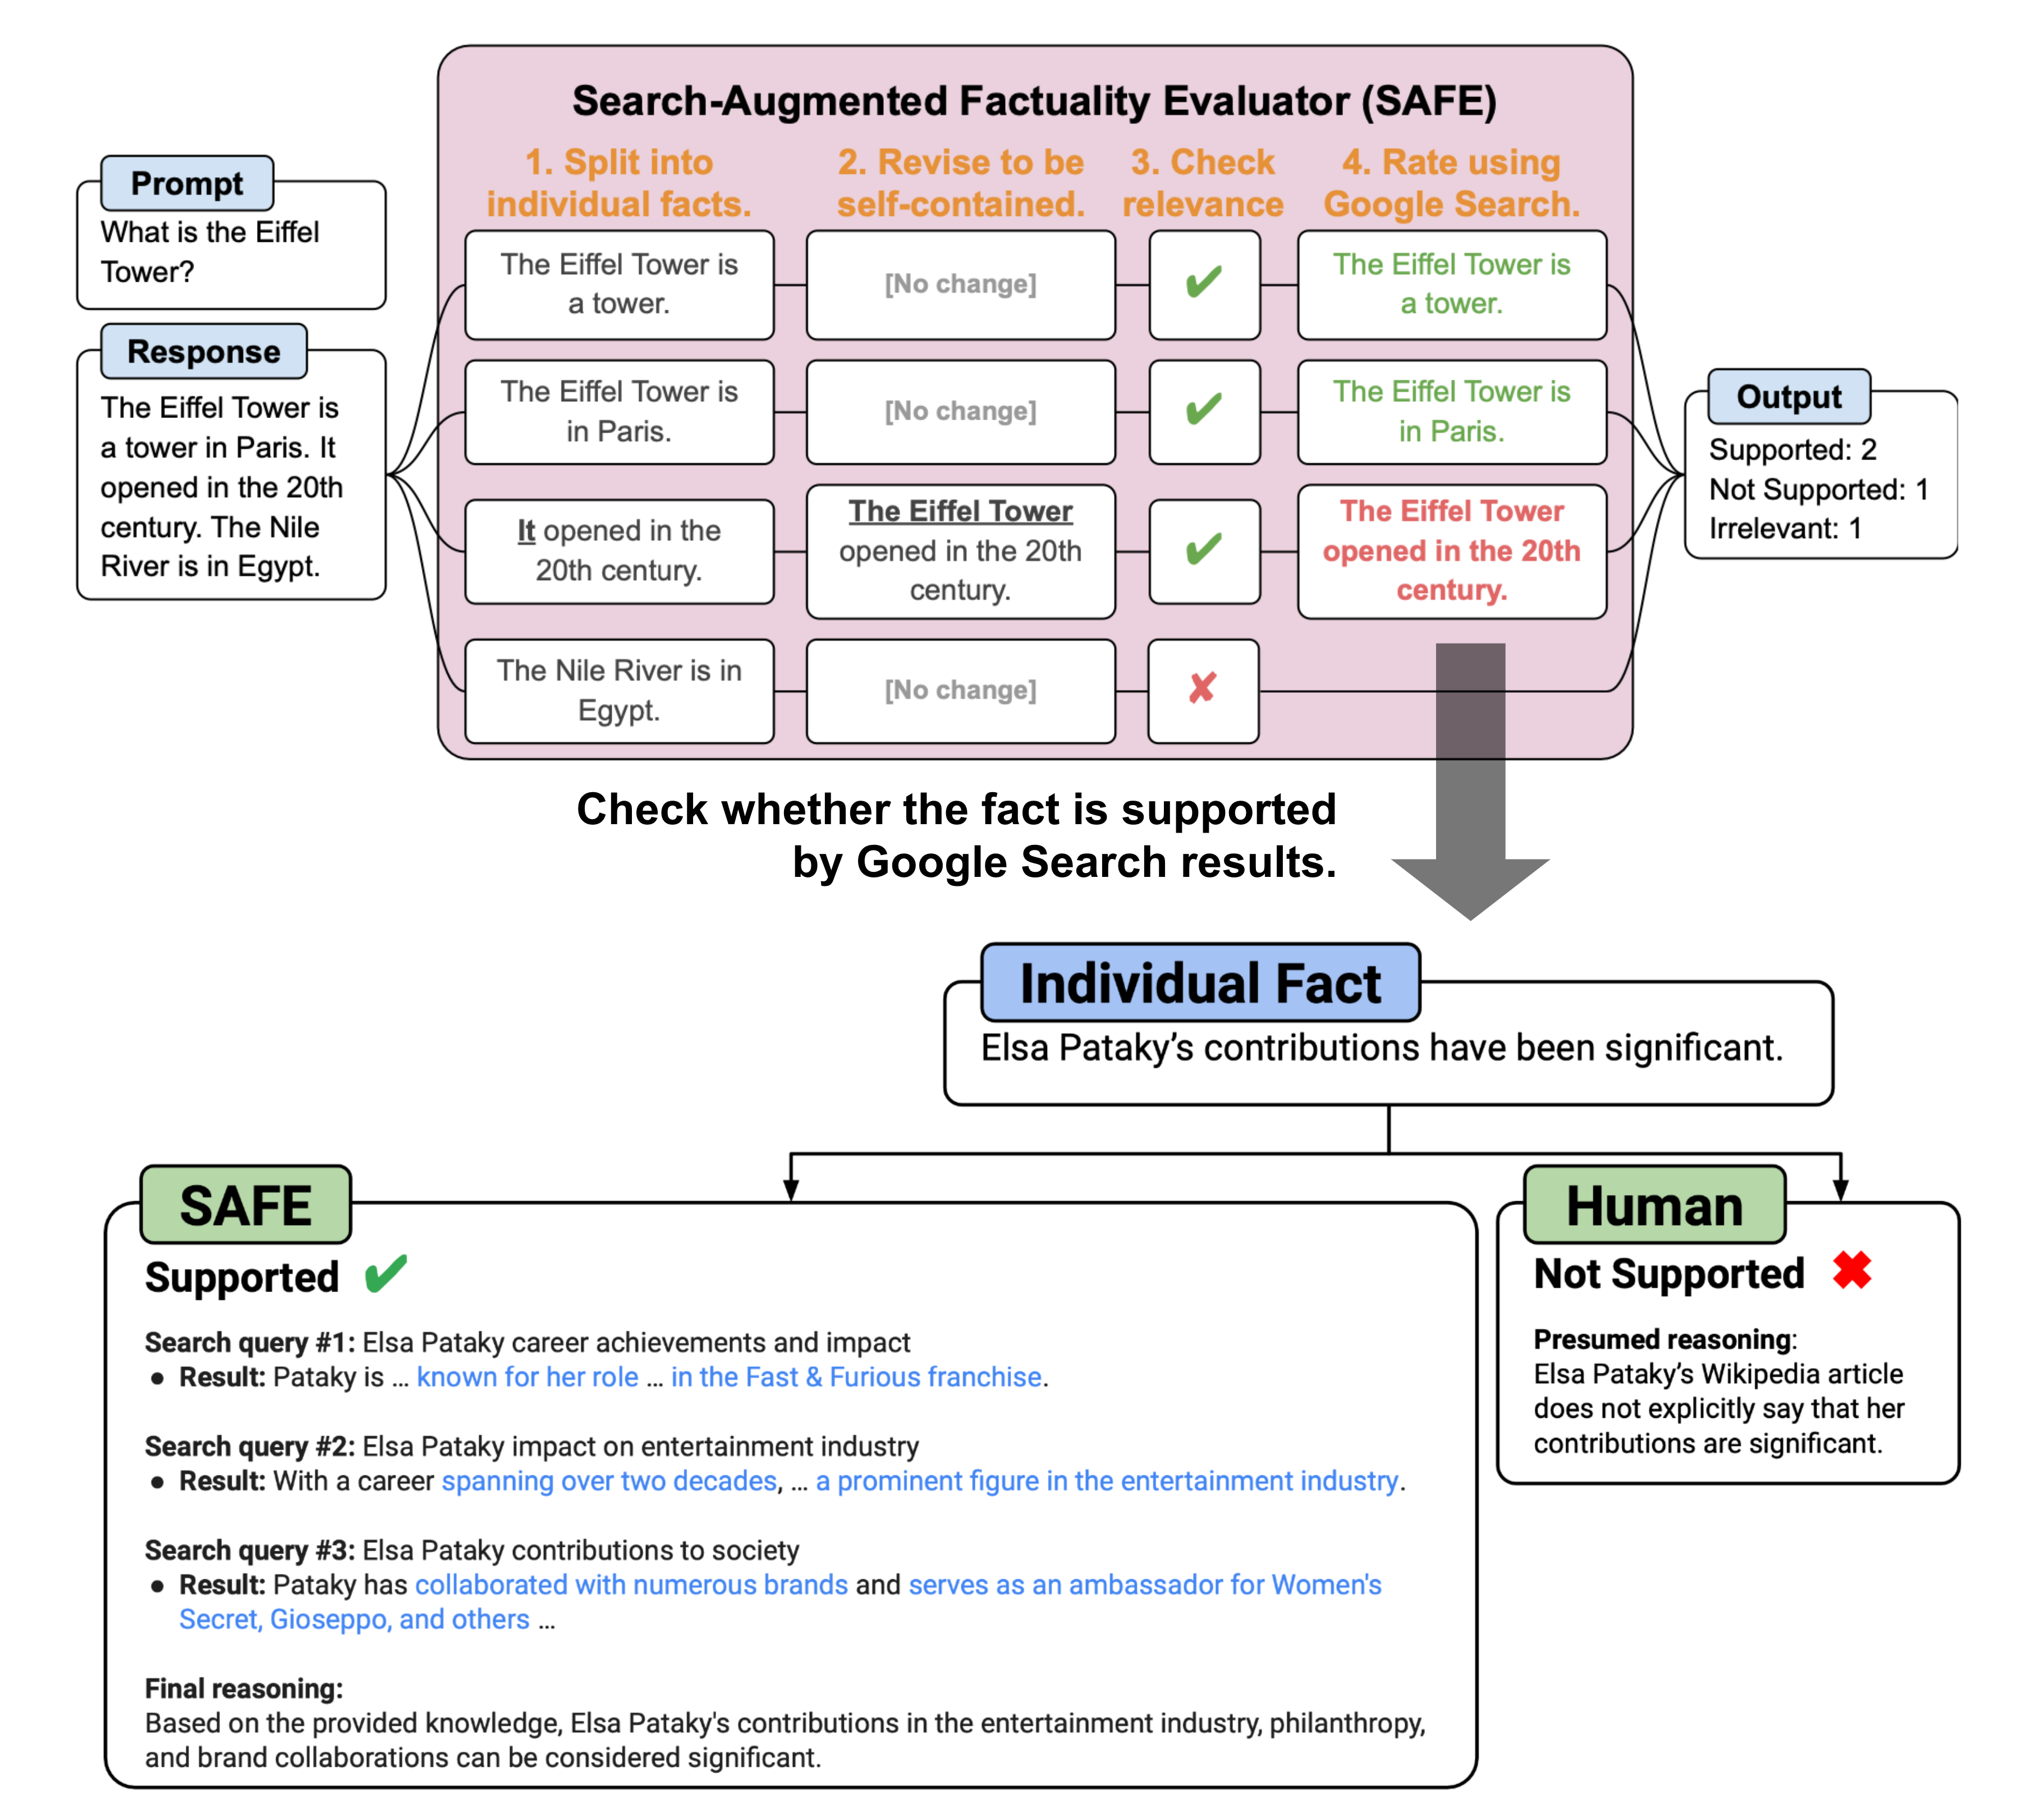 Search-Augmented Factuality Evaluator (SAFE)
Prompt
What is the Eiffel
Tower?
Response
The Eiffel Tower is
a tower in Paris. It
opened in the 20th
century. The Nile
River is in Egypt.
1. Split into
individual facts.
2. Revise to be
self-contained.
3. Check
relevance
4. Rate using
Google Search.
The Eiffel Tower is
a tower.
[No change]
✔
The Eiffel Tower is
a tower.
The Eiffel Tower is
in Paris.
[No change]
✔
The Eiffel Tower is
in Paris.
It opened in the
20th century.
The Eiffel Tower
opened in the 20th
century.
✔
The Eiffel Tower
opened in the 20th
century.
The Nile River is in
Egypt.
[No change]
✘
Output
Supported: 2
Not Supported: 1
Irrelevant: 1
Check whether the fact is supported
by Google Search results.
Individual Fact
Elsa Pataky’s contributions have been significant.
SAFE
Supported ✔
Search query #1: Elsa Pataky career achievements and impact
● Result: Pataky is ... known for her role ... in the Fast & Furious franchise.
Search query #2: Elsa Pataky impact on entertainment industry
● Result: With a career spanning over two decades, ... a prominent figure in the entertainment industry.
Search query #3: Elsa Pataky contributions to society
● Result: Pataky has collaborated with numerous brands and serves as an ambassador for Women's
Secret, Gioseppo, and others ...
Final reasoning:
Based on the provided knowledge, Elsa Pataky's contributions in the entertainment industry, philanthropy,
and brand collaborations can be considered significant.
Human
Not Supported ✖
Presumed reasoning:
Elsa Pataky’s Wikipedia article
does not explicitly say that her
contributions are significant.